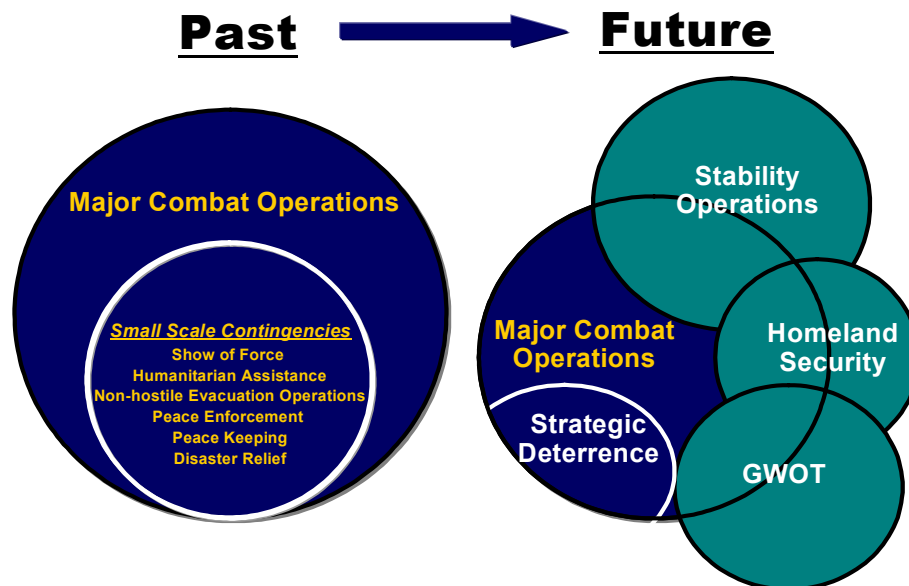 Past
Future
Major Combat Operations
Small Scale Contingencies
Show of Force
Humanitarian Assistance
Non-hostile Evacuation Operations
Peace Enforcement
Peace Keeping
Disaster Relief
Stability
Operations
Major Combat
Operations
Homeland
Security
Strategic
Deterrence
GWOT